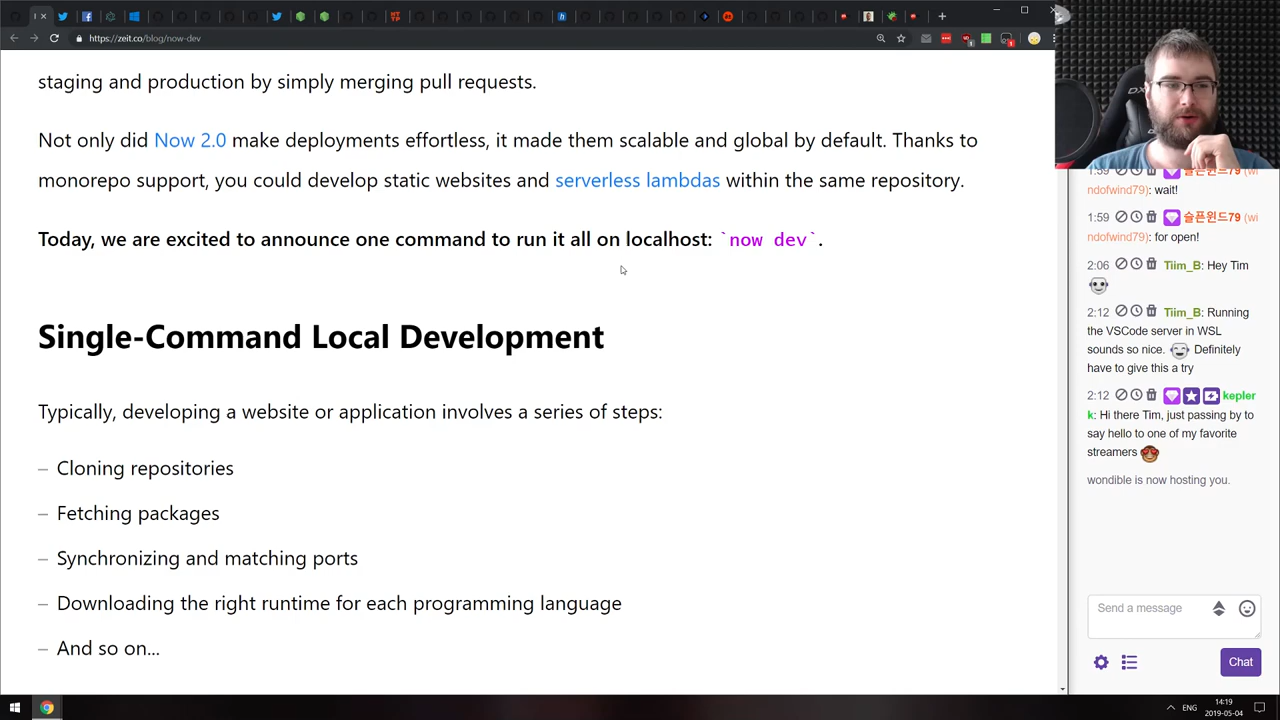 https://zeit.co/blog/now-dev
staging and production by simply merging pull requests.
Not only did Now 2.0 make deployments effortless, it made them scalable and global by default. Thanks to
monorepo support, you could develop static websites and serverless lambdas within the same repository.
Today, we are excited to announce one command to run it all on localhost: `now dev`.
Single-Command Local Development
Typically, developing a website or application involves a series of steps:
– Cloning repositories
– Fetching packages
– Synchronizing and matching ports
– Downloading the right runtime for each programming language
– And so on...
DX
1:59 슬픈윈드79 (wi
ndofwind79): wait!
1:59 슬픈윈드79 (wi
ndofwind79): for open!
2:06 Tiim_B: Hey Tim
2:12 Tiim_B: Running
the VSCode server in WSL
sounds so nice. Definitely
have to give this a try
2:12 kepler
k: Hi there Tim, just passing by to
say hello to one of my favorite
streamers
wondible is now hosting you.
Send a message
Chat
ENG
14:19
2019-05-04